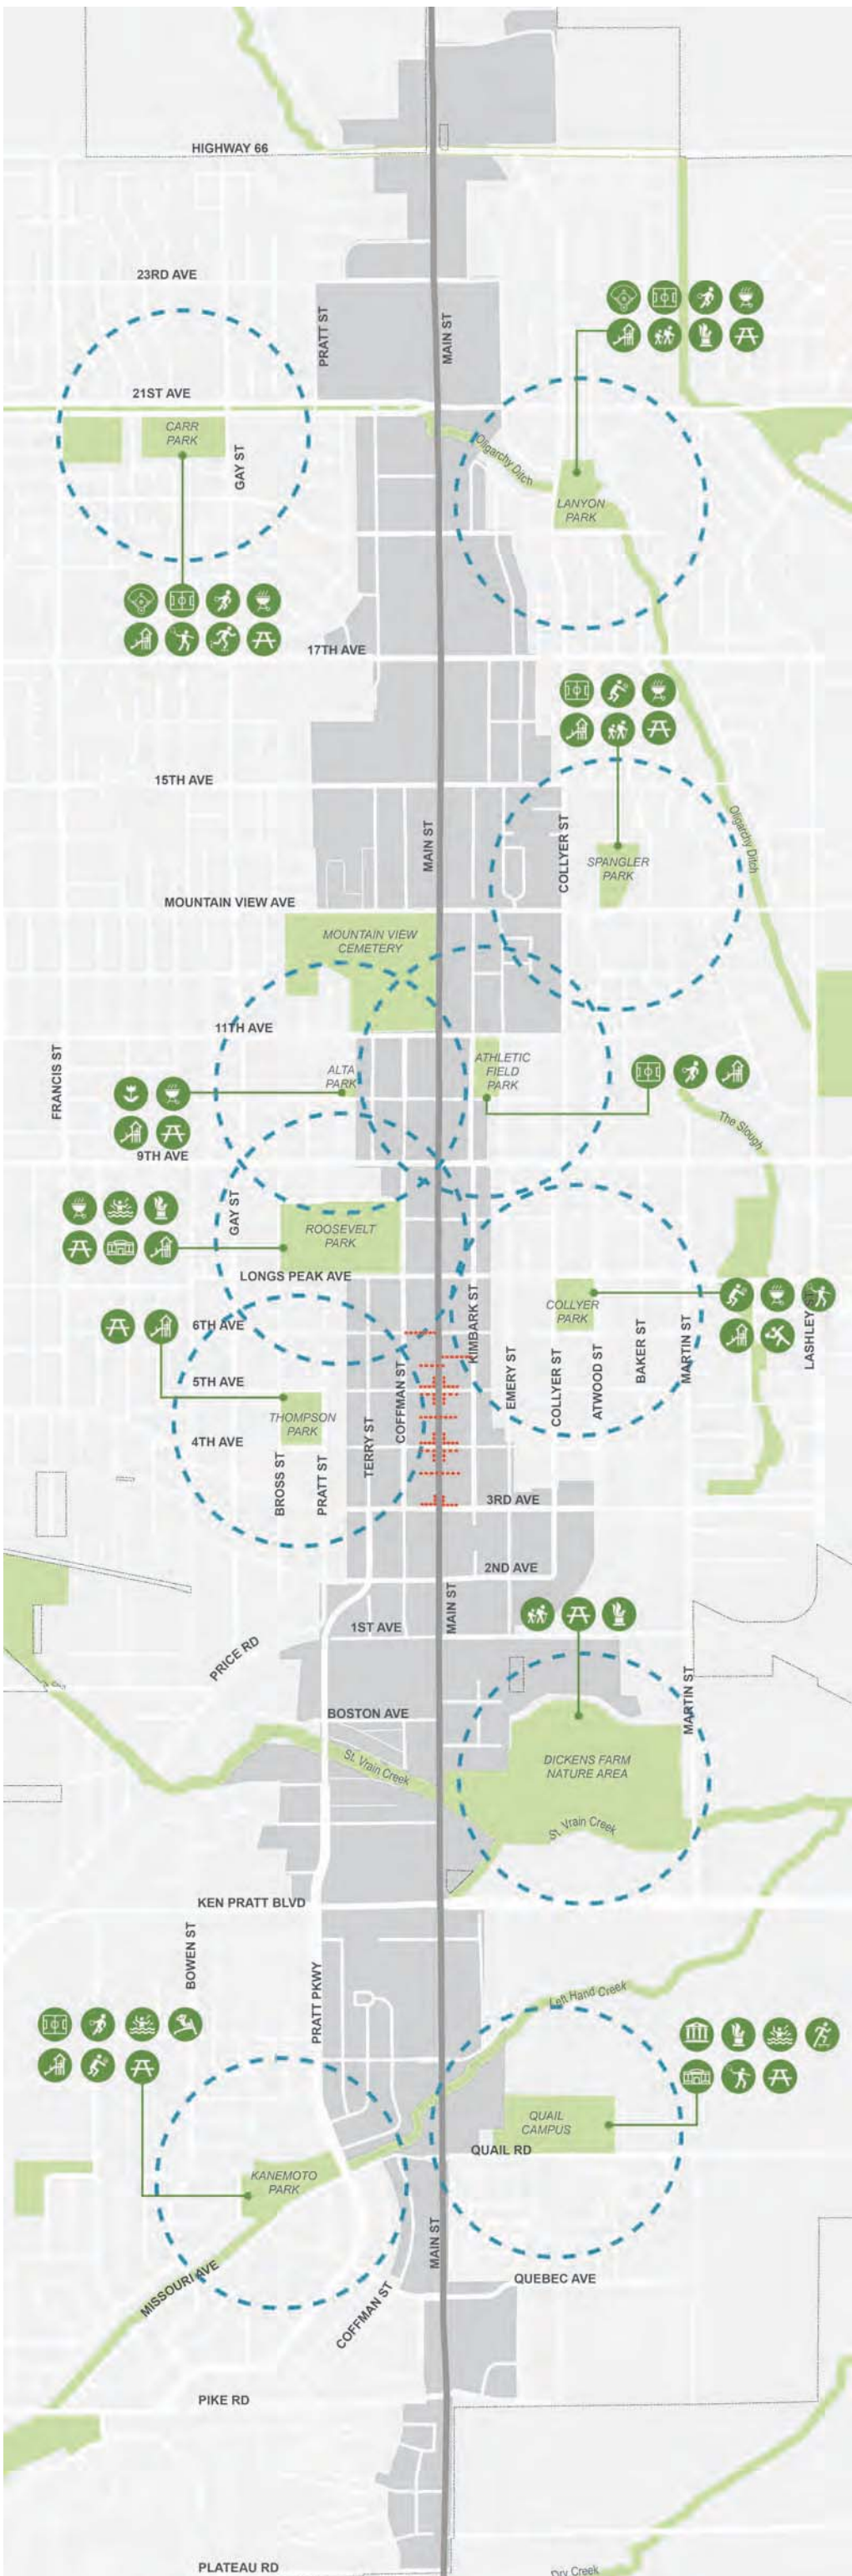 HIGHWAY 66
23RD AVE
PRATT ST
MAIN ST
21ST AVE
CARR
PARK
GAY ST
Oligarchy Ditch
LANYON
PARK
17TH AVE
15TH AVE
MAIN ST
COLLYER ST
Oligarchy Ditch
SPANGLER
PARK
MOUNTAIN VIEW AVE
MOUNTAIN VIEW
CEMETERY
11TH AVE
FRANCIS ST
ALTA
PARK
ATHLETIC
FIELD
PARK
The Slough
9TH AVE
GAY ST
ROOSEVELT
PARK
LONGS PEAK AVE
COLLYER
PARK
KIMBARK ST
6TH AVE
COFFMAN ST
EMERY ST
COLLYER ST
ATWOOD ST
BAKER ST
MARTIN ST
LASHLEY ST
5TH AVE
THOMPSON
PARK
4TH AVE
BROSS ST
PRATT ST
TERRY ST
3RD AVE
2ND AVE
MAIN ST
1ST AVE
PRICE RD
MARTIN ST
BOSTON AVE
St. Vrain Creek
DICKENS FARM
NATURE AREA
St. Vrain Creek
KEN PRATT BLVD
BOWEN ST
PRATT PKWY
Left Hand Creek
QUAIL
CAMPUS
QUAIL RD
KANEMOTO
PARK
MAIN ST
MISSOURI AVE
COFFMAN ST
QUEBEC AVE
PIKE RD
PLATEAU RD
Dry Creek